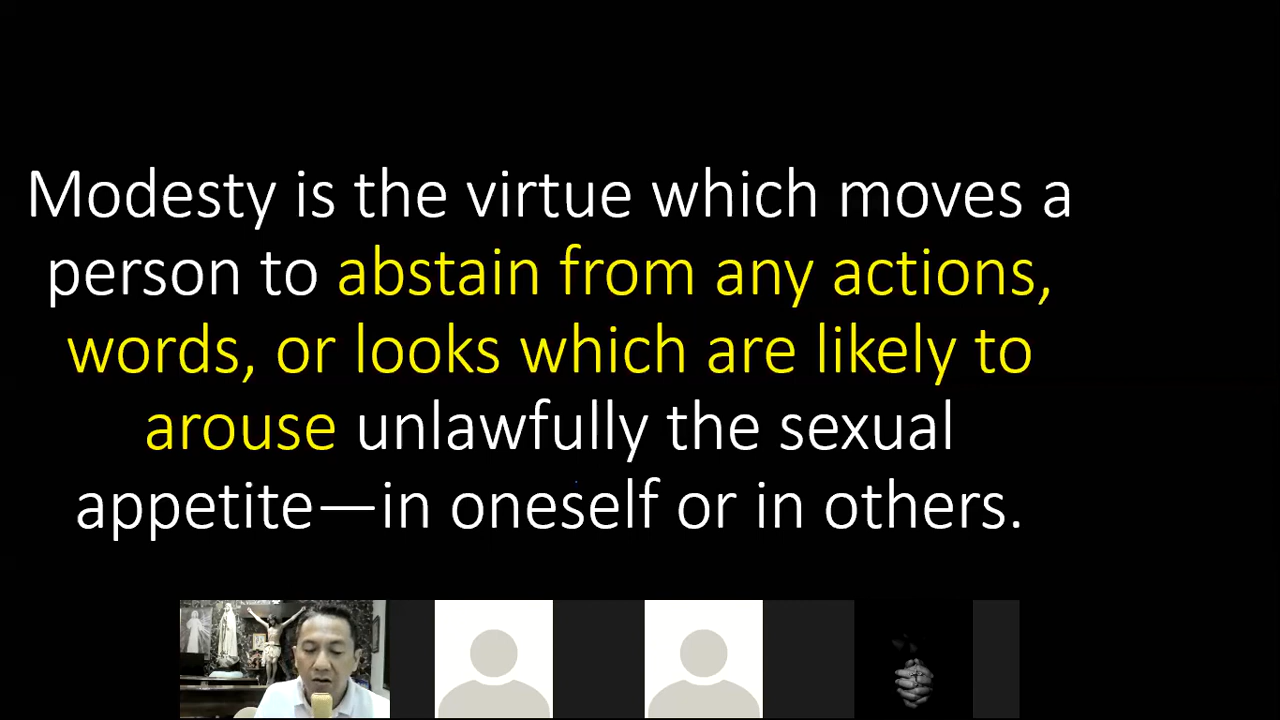 Modesty is the virtue which moves a
person to abstain from any actions,
words, or looks which are likely to
arouse unlawfully the sexual
appetite—in oneself or in others.